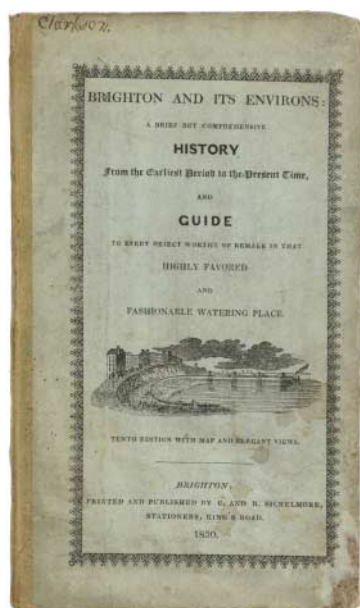 Clarkson.
BRIGHTON AND ITS ENVIRONS:
A BRIEF BUT COMPREHENSIVE
HISTORY
From the Earliest Period to the Present Time,
AND
GUIDE
TO EVERY OBJECT WORTHY OF REMARK IN THAT
HIGHLY FAVORED
AND
FASHIONABLE WATERING PLACE.
TENTH EDITION WITH MAP AND ELEGANT VIEWS.
BRIGHTON,
PRINTED AND PUBLISHED BY C. AND R. SICKELMORE,
STATIONERS, KING'S ROAD.
1830.